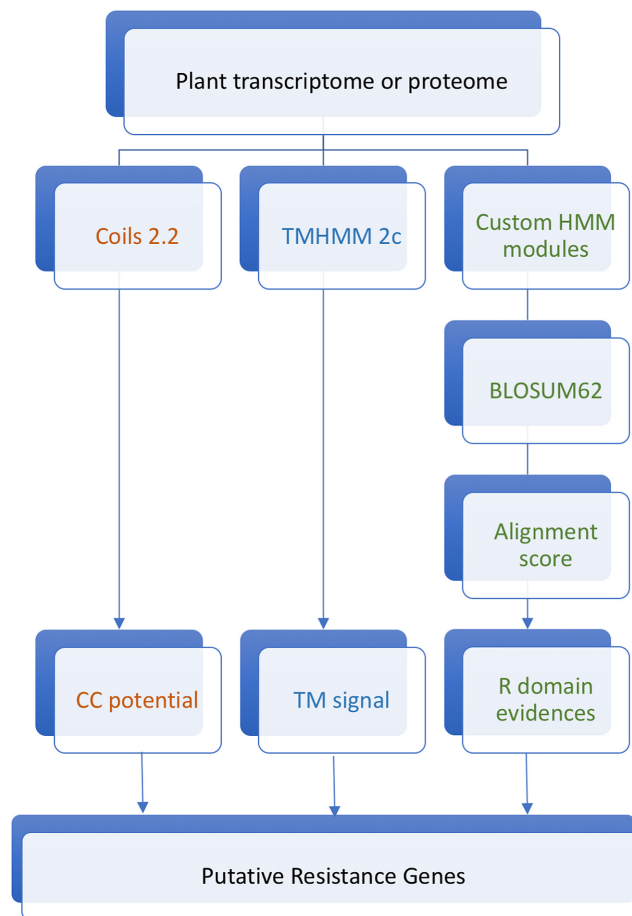 Plant transcriptome or proteome
Coils 2.2
TMHMM 2c
Custom HMM
modules
BLOSUM62
Alignment
score
CC potential
TM signal
R domain
evidences
Putative Resistance Genes